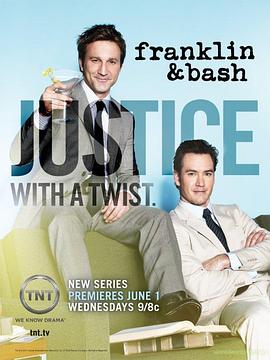 franklin
&bash
JUSTICE
WITH A TWIST.
NEW SERIES
PREMIERES JUNE 1
WEDNESDAYS 9/8c
TNT
WE KNOW DRAMA
tnt.tv